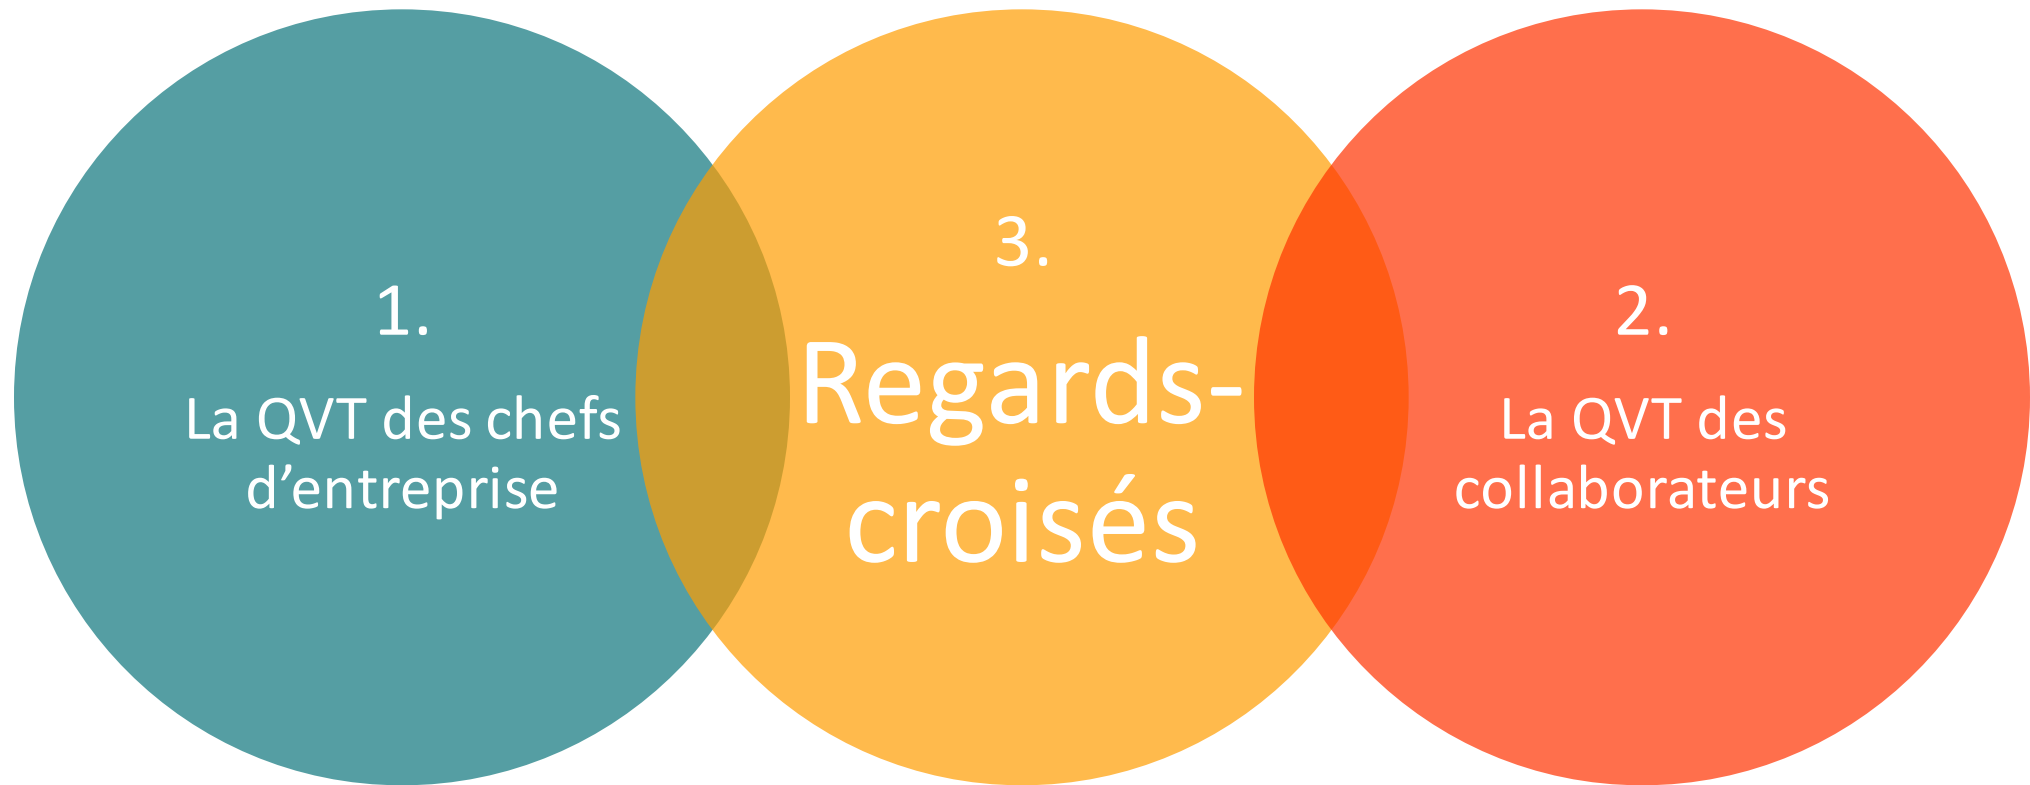 1.
La QVT des chefs
d’entreprise
3.
Regards-
croisés
2.
La QVT des
collaborateurs